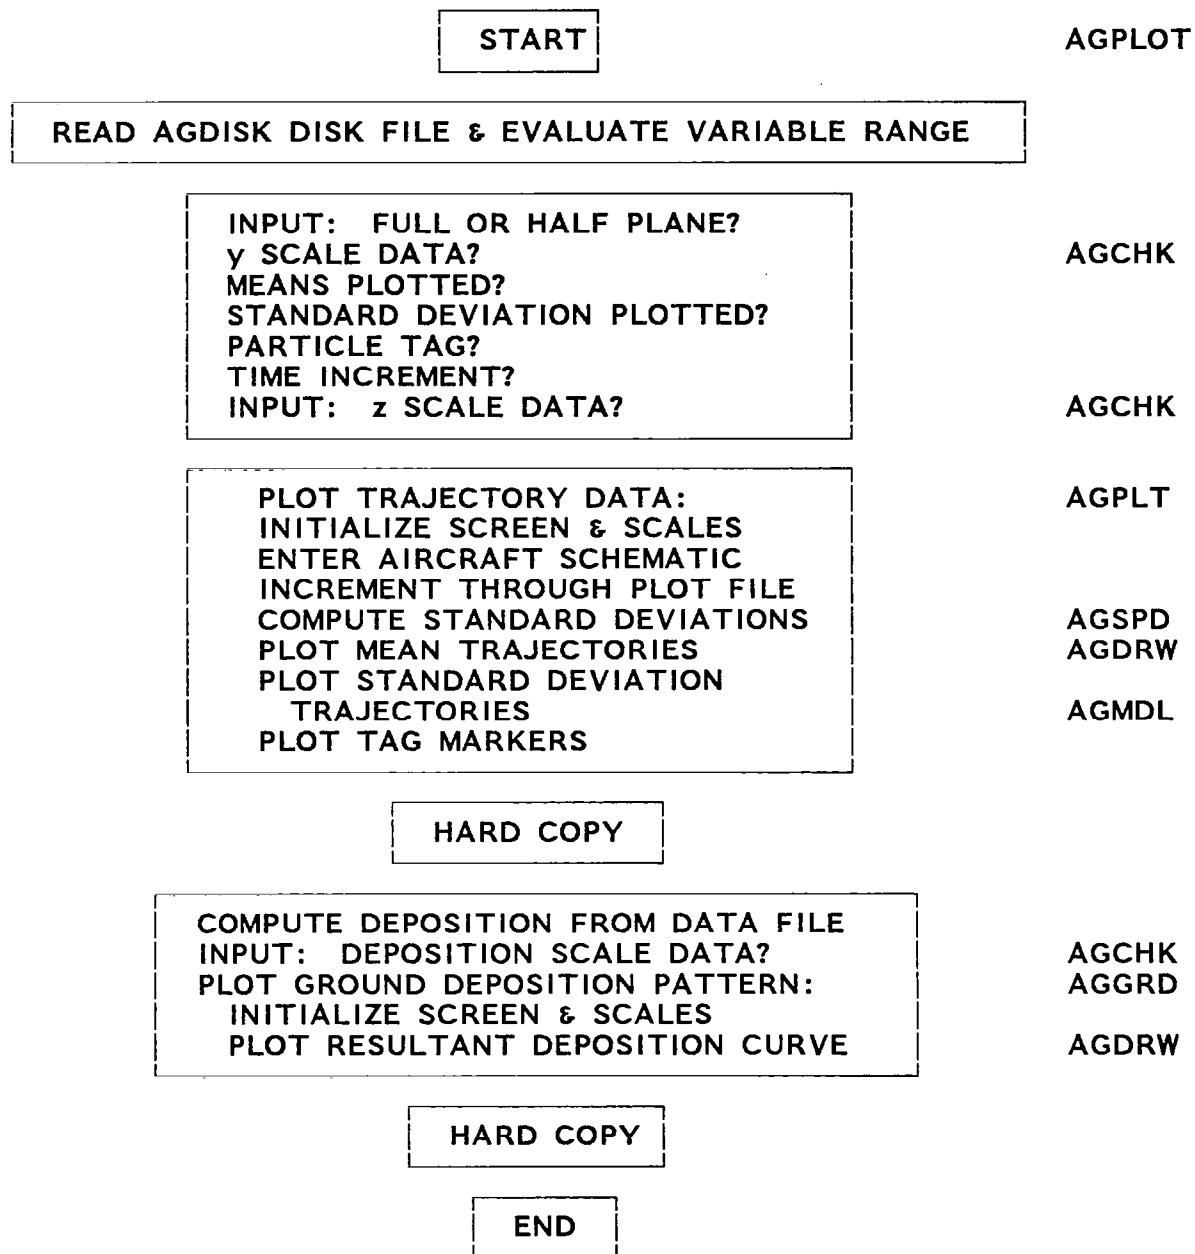 START AGPLOT
READ AGDISK DISK FILE & EVALUATE VARIABLE RANGE
INPUT: FULL OR HALF PLANE?
y SCALE DATA? AGCHK
MEANS PLOTTED?
STANDARD DEVIATION PLOTTED?
PARTICLE TAG?
TIME INCREMENT?
INPUT: z SCALE DATA? AGCHK
PLOT TRAJECTORY DATA: AGPLT
INITIALIZE SCREEN & SCALES
ENTER AIRCRAFT SCHEMATIC
INCREMENT THROUGH PLOT FILE
COMPUTE STANDARD DEVIATIONS AGSPD
PLOT MEAN TRAJECTORIES AGDRW
PLOT STANDARD DEVIATION
TRAJECTORIES AGMDL
PLOT TAG MARKERS
HARD COPY
COMPUTE DEPOSITION FROM DATA FILE
INPUT: DEPOSITION SCALE DATA? AGCHK
PLOT GROUND DEPOSITION PATTERN: AGGRD
INITIALIZE SCREEN & SCALES
PLOT RESULTANT DEPOSITION CURVE AGDRW
HARD COPY
END